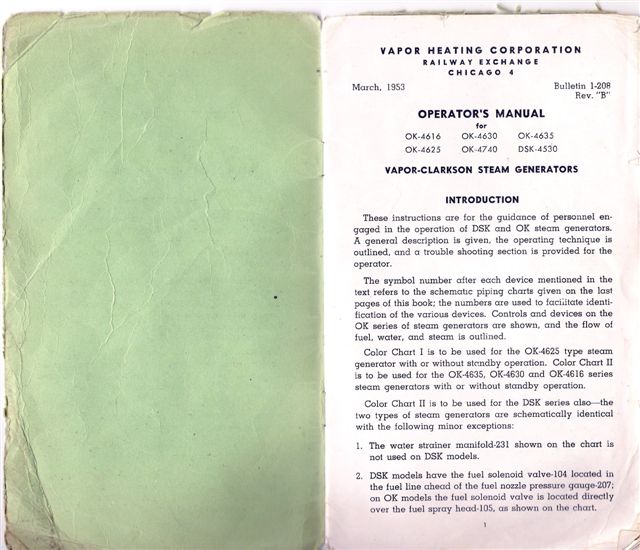 VAPOR HEATING CORPORATION
RAILWAY EXCHANGE
CHICAGO 4
March, 1953
Bulletin 1-208
Rev. "B"
OPERATOR'S MANUAL
for
OK-4616 OK-4630 OK-4635
OK-4625 OK-4740 DSK-4530
VAPOR-CLARKSON STEAM GENERATORS
INTRODUCTION
These instructions are for the guidance of personnel en-
gaged in the operation of DSK and OK steam generators.
A general description is given, the operating technique is
outlined, and a trouble shooting section is provided for the
operator.
The symbol number after each device mentioned in the
text refers to the schematic piping charts given on the last
pages of this book; the numbers are used to facilitate identi-
fication of the various devices. Controls and devices on the
OK series of steam generators are shown, and the flow of
fuel, water, and steam is outlined.
Color Chart I is to be used for the OK-4625 type steam
generator with or without standby operation. Color Chart II
is to be used for the OK-4635, OK-4630 and OK-4616 series
steam generators with or without standby operation.
Color Chart II is to be used for the DSK series also—the
two types of steam generators are schematically identical
with the following minor exceptions:
1. The water strainer manifold-231 shown on the chart is
not used on DSK models.
2. DSK models have the fuel solenoid valve-104 located in
the fuel line ahead of the fuel nozzle pressure gauge-207;
on OK models the fuel solenoid valve is located directly
over the fuel spray head-105, as shown on the chart.
1